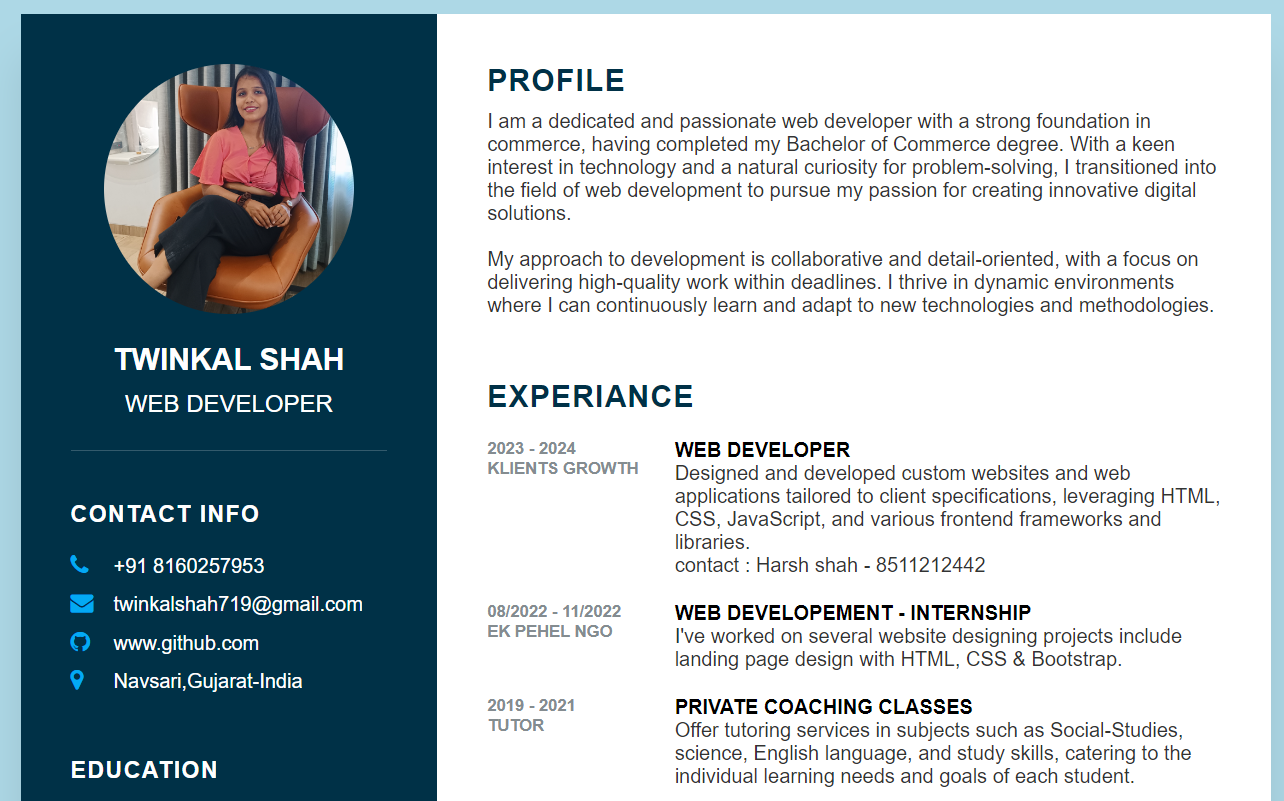 TWINKAL SHAH
WEB DEVELOPER
CONTACT INFO
+91 8160257953
twinkalshah719@gmail.com
www.github.com
Navsari,Gujarat-India
EDUCATION
PROFILE
I am a dedicated and passionate web developer with a strong foundation in
commerce, having completed my Bachelor of Commerce degree. With a keen
interest in technology and a natural curiosity for problem-solving, I transitioned into
the field of web development to pursue my passion for creating innovative digital
solutions.
My approach to development is collaborative and detail-oriented, with a focus on
delivering high-quality work within deadlines. I thrive in dynamic environments
where I can continuously learn and adapt to new technologies and methodologies.
EXPERIANCE
2023 - 2024
KLIENTS GROWTH
WEB DEVELOPER
Designed and developed custom websites and web
applications tailored to client specifications, leveraging HTML,
CSS, JavaScript, and various frontend frameworks and
libraries.
contact : Harsh shah - 8511212442
08/2022 - 11/2022
EK PEHEL NGO
WEB DEVELOPEMENT - INTERNSHIP
I've worked on several website designing projects include
landing page design with HTML, CSS & Bootstrap.
2019 - 2021
TUTOR
PRIVATE COACHING CLASSES
Offer tutoring services in subjects such as Social-Studies,
science, English language, and study skills, catering to the
individual learning needs and goals of each student.